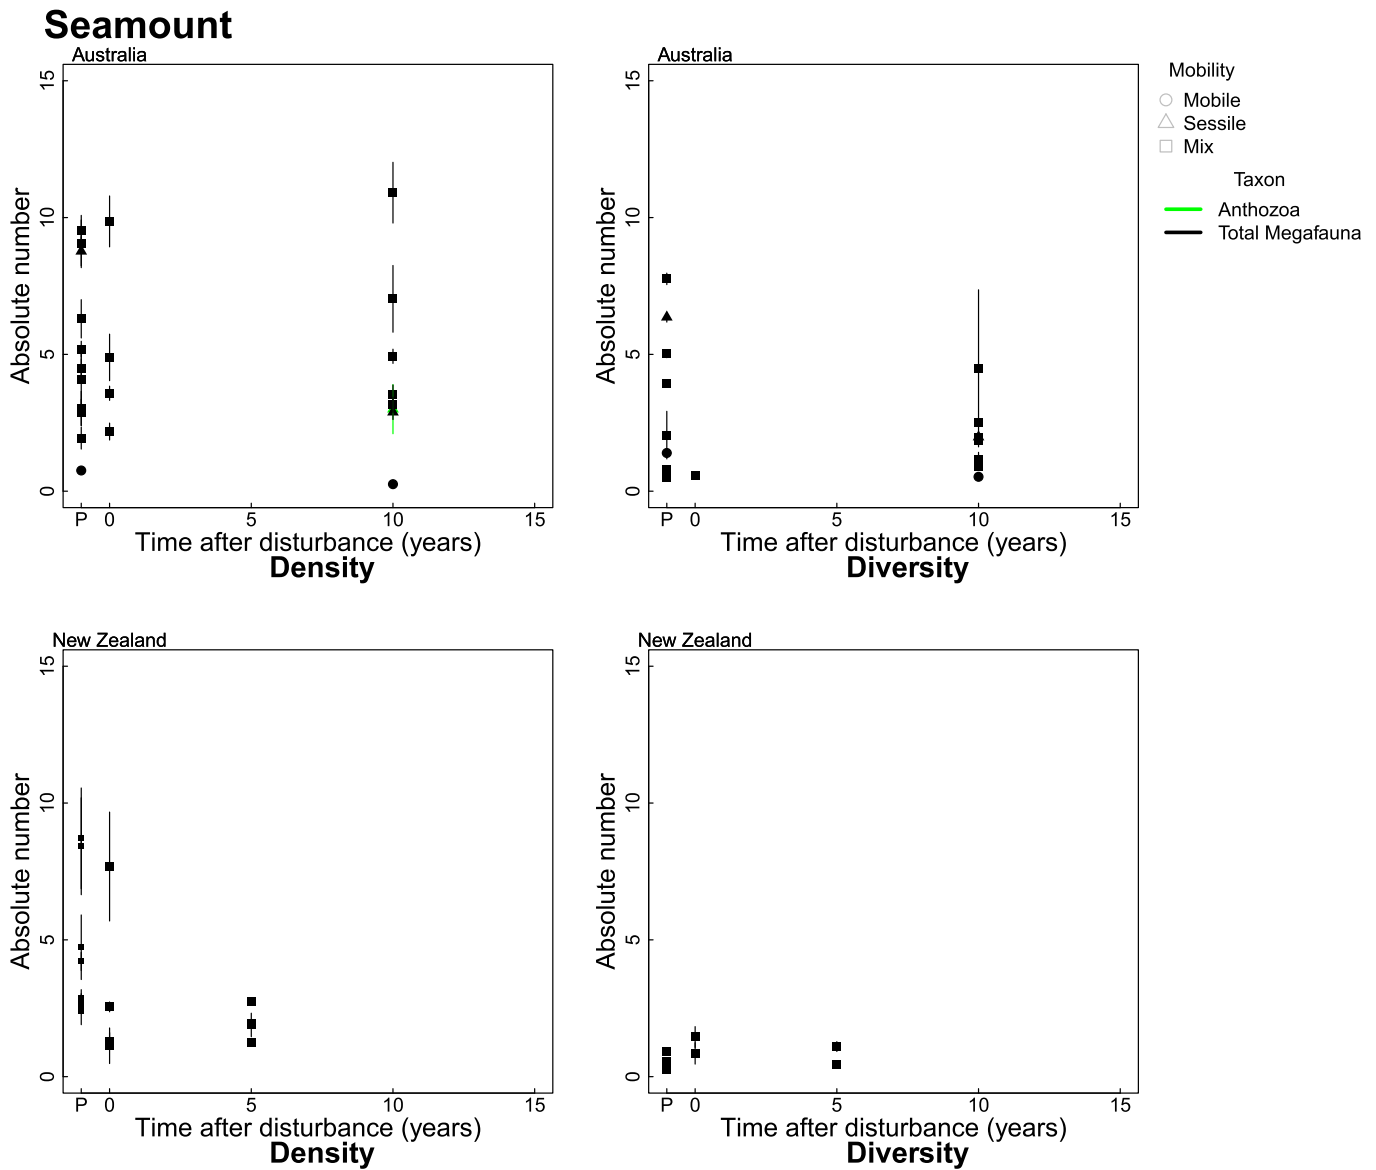 Seamount
Australia
15
10
5
0
Absolute number
P 0 5 10 15
Time after disturbance (years)
Density
Australia
15
10
5
0
Absolute number
P 0 5 10 15
Time after disturbance (years)
Diversity
Mobility
Mobile
Sessile
Mix
Taxon
Anthozoa
Total Megafauna
New Zealand
15
10
5
0
Absolute number
P 0 5 10 15
Time after disturbance (years)
Density
New Zealand
15
10
5
0
Absolute number
P 0 5 10 15
Time after disturbance (years)
Diversity